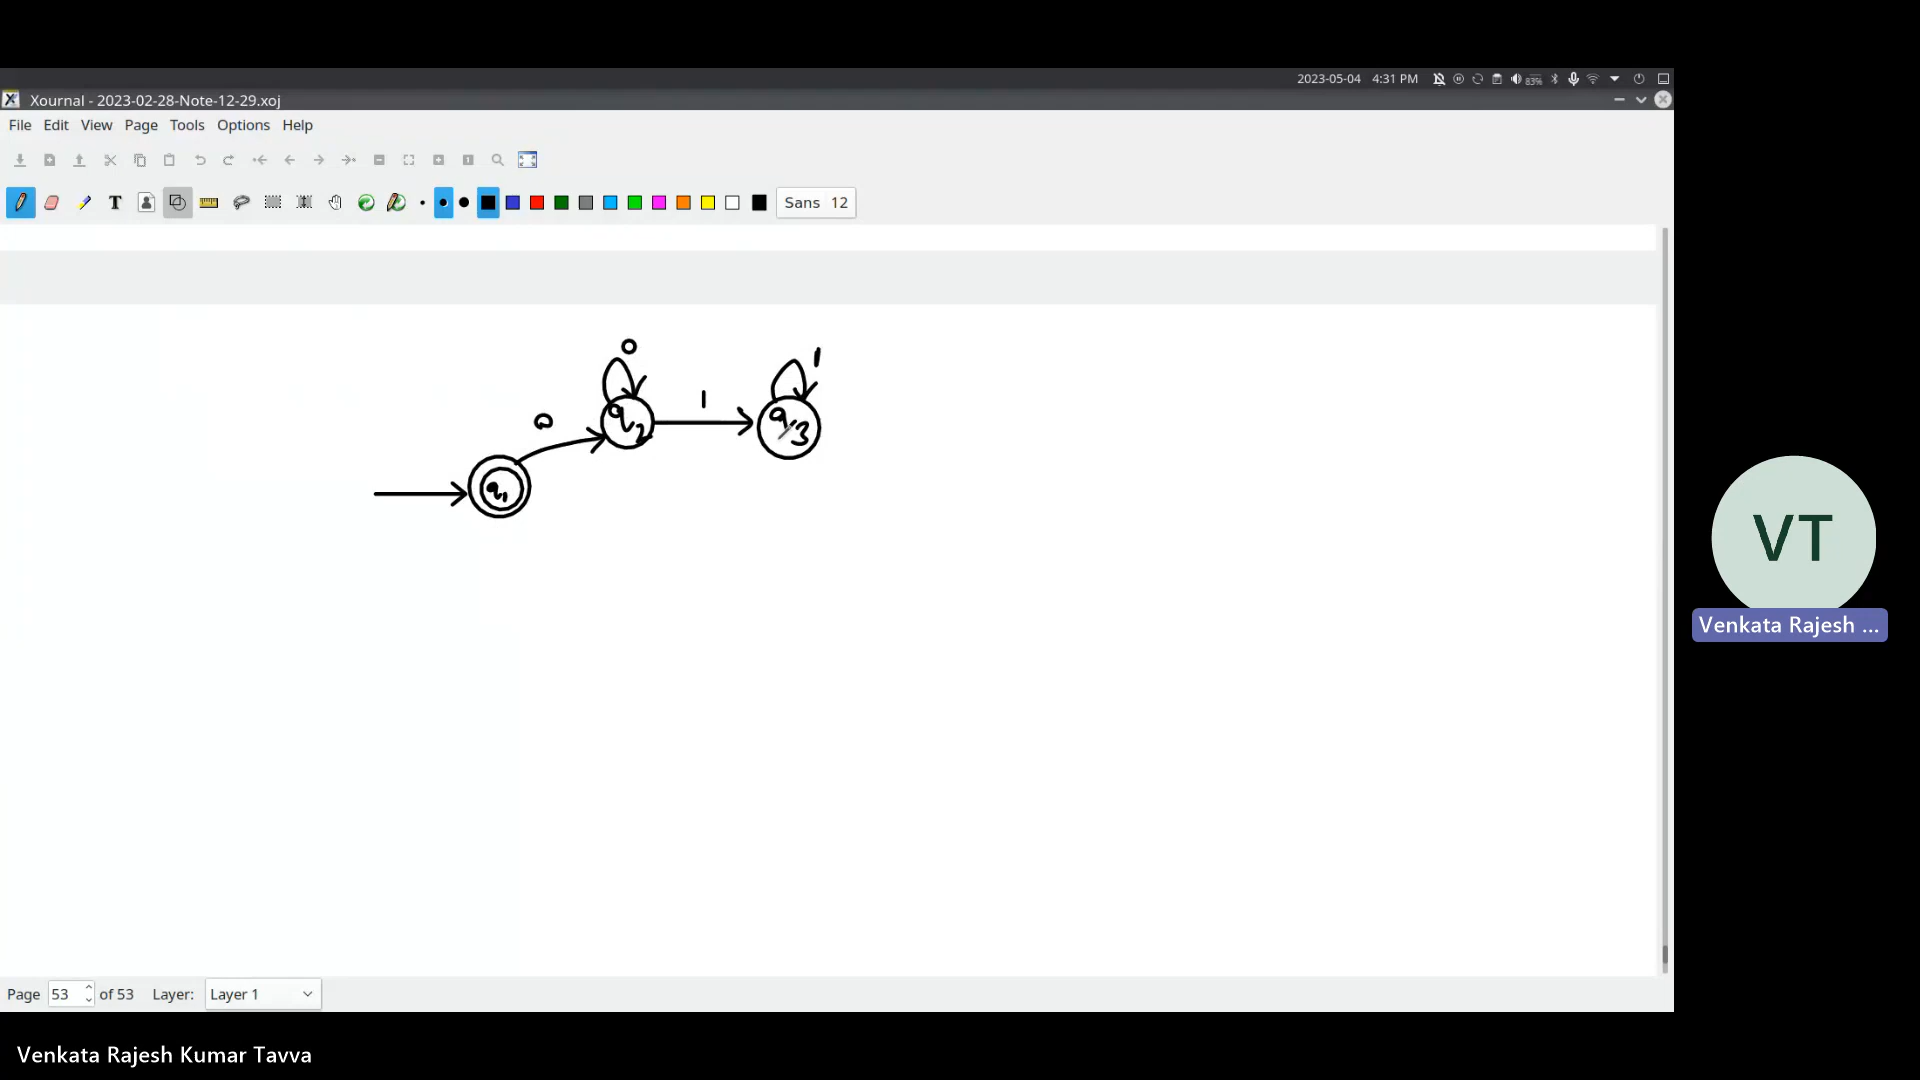 2023-05-04 4:31 PM 83%
Xournal - 2023-02-28-Note-12-29.xoj
File Edit View Page Tools Options Help
T Sans 12
0 1
0 1
q2 q3
q1
VT
Venkata Rajesh ...
Page 53 of 53 Layer: Layer 1
Venkata Rajesh Kumar Tavva